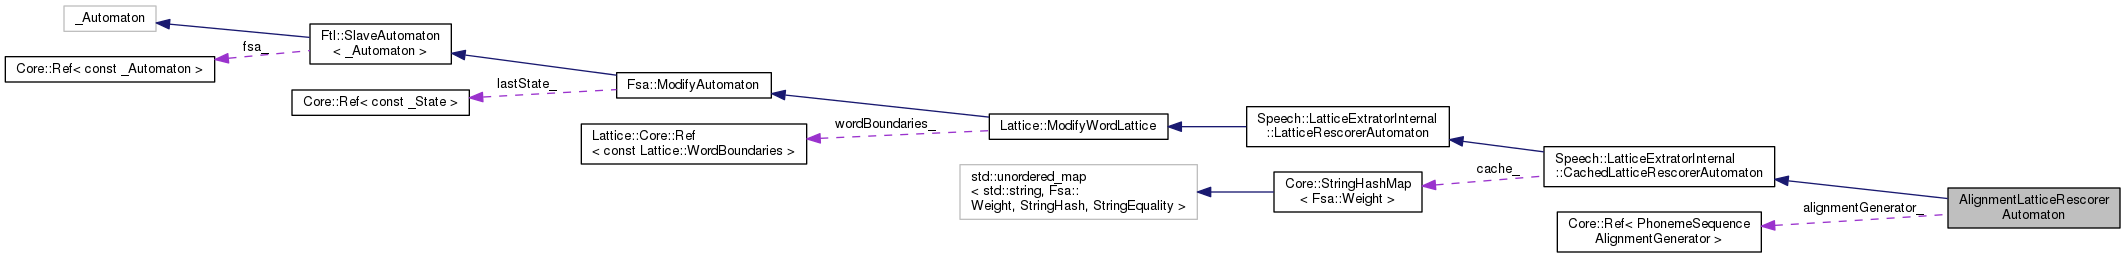 _Automaton
Ftl::SlaveAutomaton
< _Automaton >
fsa_
Core::Ref< const _Automaton >
Fsa::ModifyAutomaton
lastState_
Core::Ref< const _State >
Lattice::ModifyWordLattice
wordBoundaries_
Lattice::Core::Ref
< const Lattice::WordBoundaries >
Speech::LatticeExtratorInternal
::LatticeRescorerAutomaton
Speech::LatticeExtratorInternal
::CachedLatticeRescorerAutomaton
cache_
std::unordered_map
< std::string, Fsa::
Weight, StringHash, StringEquality >
Core::StringHashMap
< Fsa::Weight >
AlignmentLatticeRescorer
Automaton
alignmentGenerator_
Core::Ref< PhonemeSequence
AlignmentGenerator >